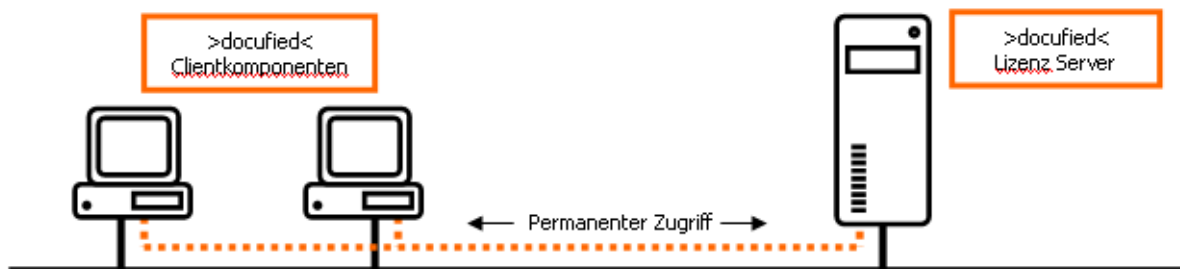 >docufied<
Clientkomponenten
>docufied<
Lizenz Server
Permanenter Zugriff